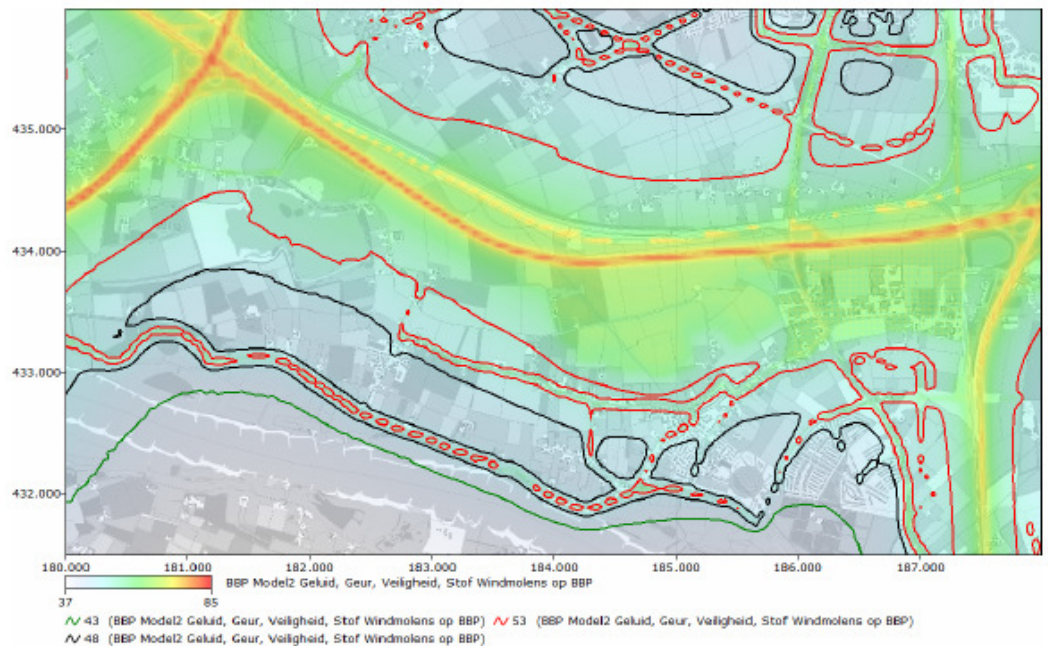 435.000
434.000
433.000
432.000
180.000 181.000 182.000 183.000 184.000 185.000 186.000 187.000
BBP Model2 Geluid, Geur, Veiligheid, Stof Windmolens op BBP
37 85
43 (BBP Model2 Geluid, Geur, Veiligheid, Stof Windmolens op BBP) 53 (BBP Model2 Geluid, Geur, Veiligheid, Stof Windmolens op BBP)
48 (BBP Model2 Geluid, Geur, Veiligheid, Stof Windmolens op BBP)